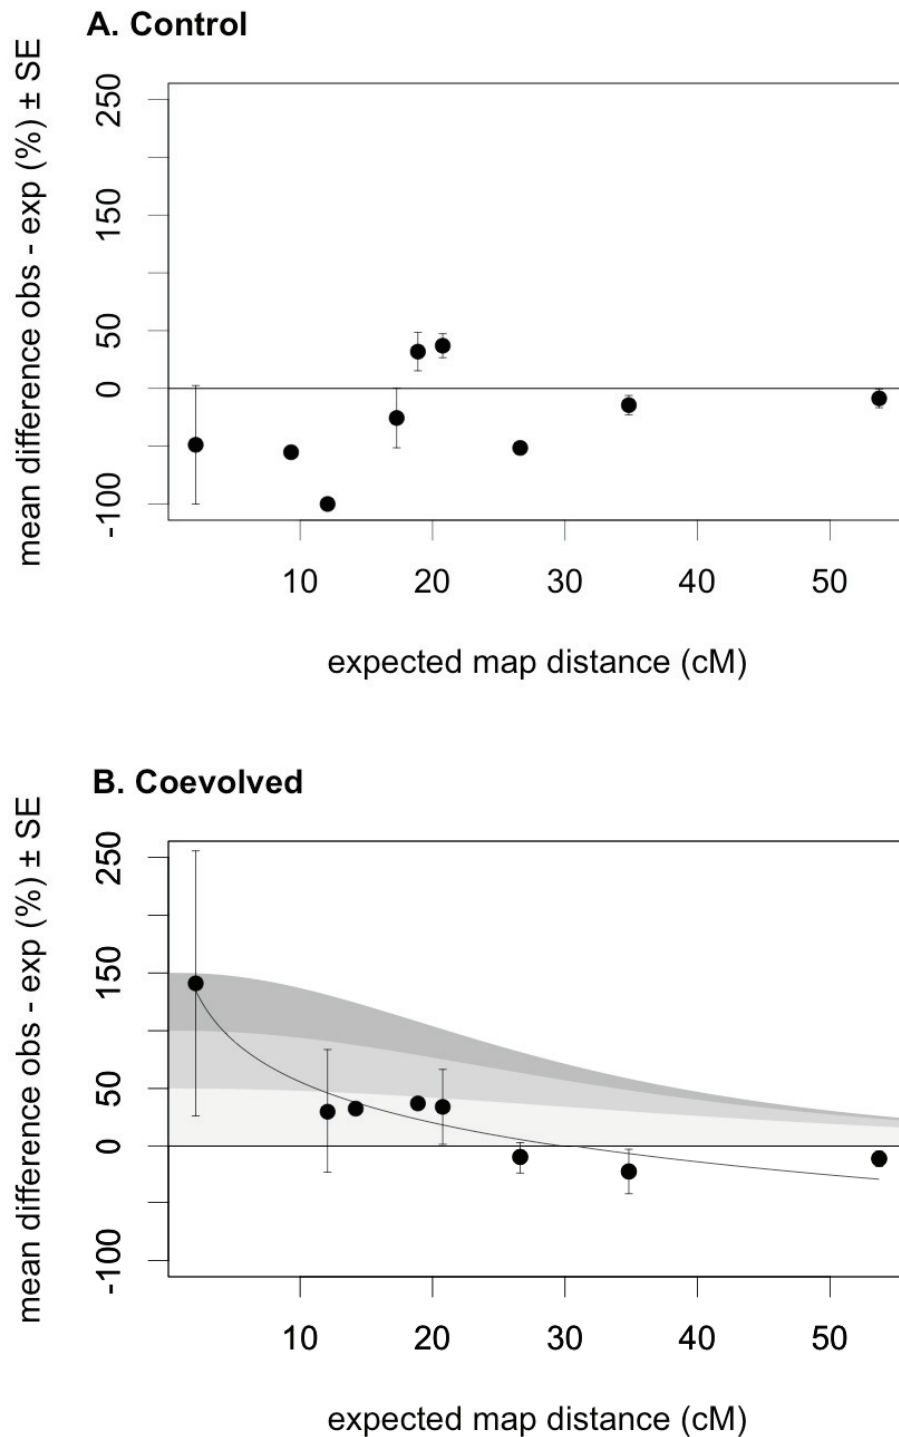 A. Control
mean difference obs - exp (%) ± SE
250
150
50
0
-100
10 20 30 40 50
expected map distance (cM)
B. Coevolved
mean difference obs - exp (%) ± SE
250
150
50
0
-100
10 20 30 40 50
expected map distance (cM)